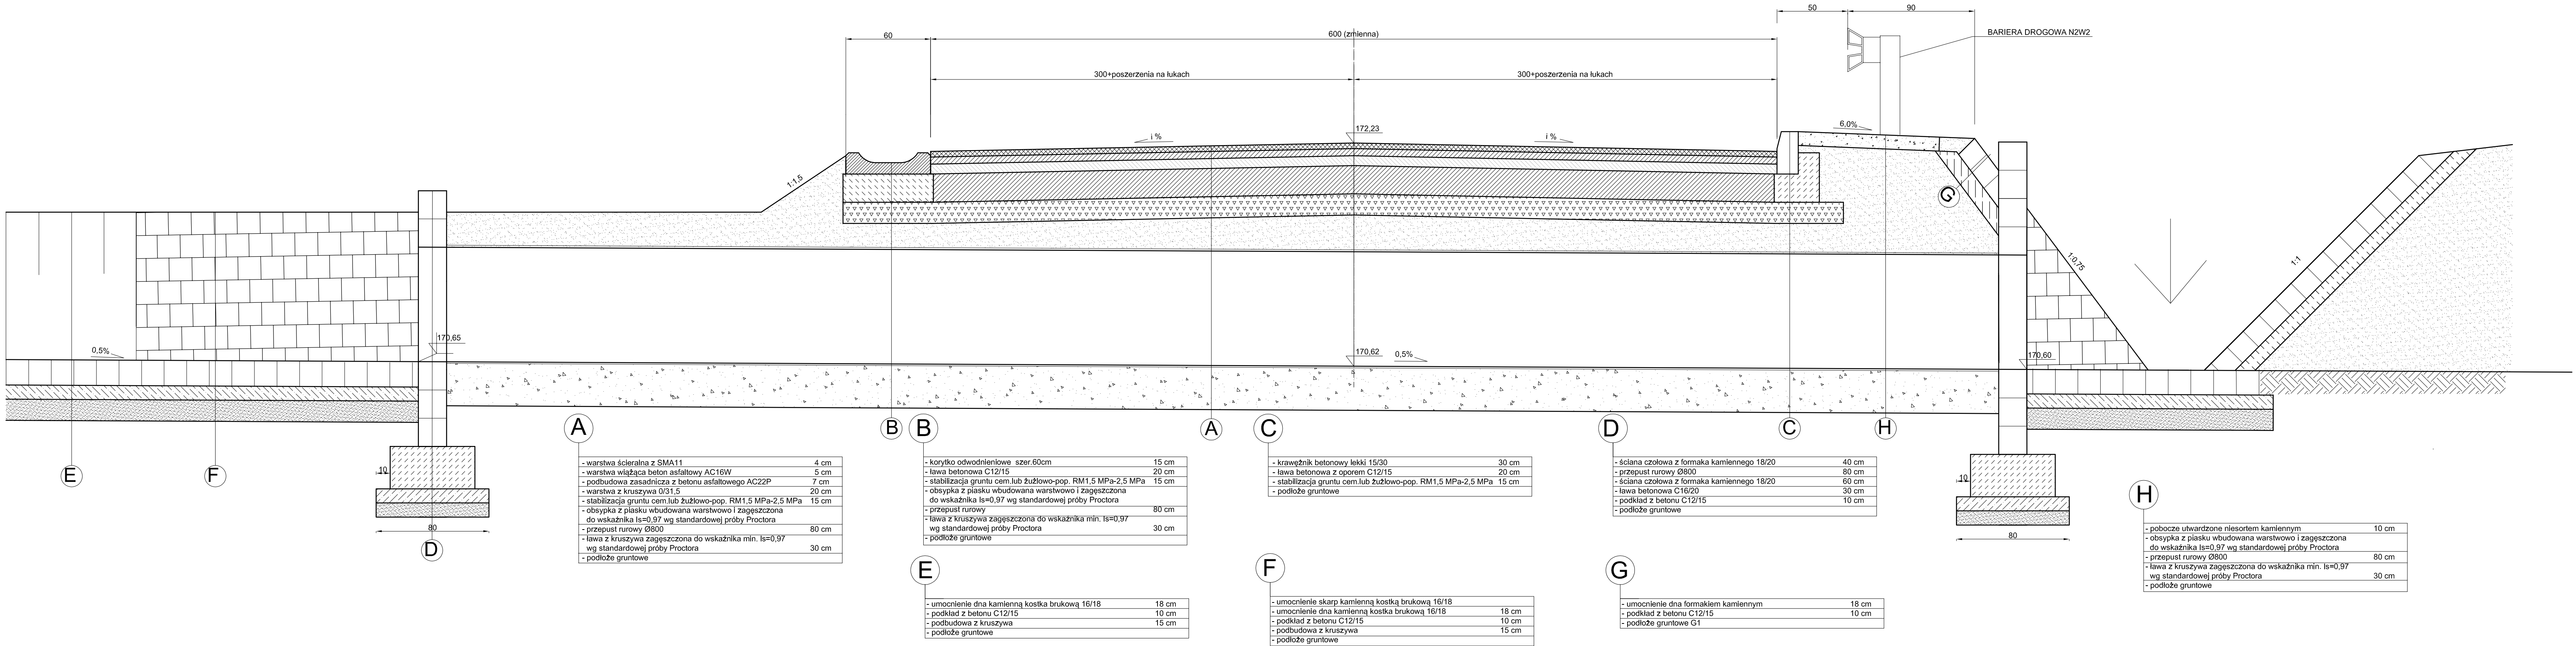 50
90
60
600 (zmienna)
BARIERA DROGOWA N2W2
300+poszerzenia na łukach
300+poszerzenia na łukach
172,23
i %
i %
6,0%
1:1,5
G
1:0,75
1:1
170,65
0,5%
170,62
0,5%
170,60
E
F
10
80
D
B
A
C
H
10
80
A
- warstwa ścieralna z SMA11 4 cm
- warstwa wiążąca beton asfaltowy AC16W 5 cm
- podbudowa zasadnicza z betonu asfaltowego AC22P 7 cm
- warstwa z kruszywa 0/31,5 20 cm
- stabilizacja gruntu cem.lub żużlowo-pop. RM1,5 MPa-2,5 MPa 15 cm
- obsypka z piasku wbudowana warstwowo i zagęszczona
do wskaźnika Is=0,97 wg standardowej próby Proctora
- przepust rurowy Ø800 80 cm
- ława z kruszywa zagęszczona do wskaźnika min. Is=0,97
wg standardowej próby Proctora 30 cm
- podłoże gruntowe
B
- korytko odwodnieniowe szer.60cm 15 cm
- ława betonowa C12/15 20 cm
- stabilizacja gruntu cem.lub żużlowo-pop. RM1,5 MPa-2,5 MPa 15 cm
- obsypka z piasku wbudowana warstwowo i zagęszczona
do wskaźnika Is=0,97 wg standardowej próby Proctora
- przepust rurowy 80 cm
- ława z kruszywa zagęszczona do wskaźnika min. Is=0,97
wg standardowej próby Proctora 30 cm
- podłoże gruntowe
C
- krawężnik betonowy lekki 15/30 30 cm
- ława betonowa z oporem C12/15 20 cm
- stabilizacja gruntu cem.lub żużlowo-pop. RM1,5 MPa-2,5 MPa 15 cm
- podłoże gruntowe
D
- ściana czołowa z formaka kamiennego 18/20 40 cm
- przepust rurowy Ø800 80 cm
- ściana czołowa z formaka kamiennego 18/20 60 cm
- ława betonowa C16/20 30 cm
- podkład z betonu C12/15 10 cm
- podłoże gruntowe
H
- pobocze utwardzone niesortem kamiennym 10 cm
- obsypka z piasku wbudowana warstwowo i zagęszczona
do wskaźnika Is=0,97 wg standardowej próby Proctora
- przepust rurowy Ø800 80 cm
- ława z kruszywa zagęszczona do wskaźnika min. Is=0,97
wg standardowej próby Proctora 30 cm
- podłoże gruntowe
E
- umocnienie dna kamienną kostka brukową 16/18 18 cm
- podkład z betonu C12/15 10 cm
- podbudowa z kruszywa 15 cm
- podłoże gruntowe
F
- umocnienie skarp kamienną kostką brukową 16/18
- umocnienie dna kamienną kostka brukową 16/18 18 cm
- podkład z betonu C12/15 10 cm
- podbudowa z kruszywa 15 cm
- podłoże gruntowe
G
- umocnienie dna formakiem kamiennym 18 cm
- podkład z betonu C12/15 10 cm
- podłoże gruntowe G1